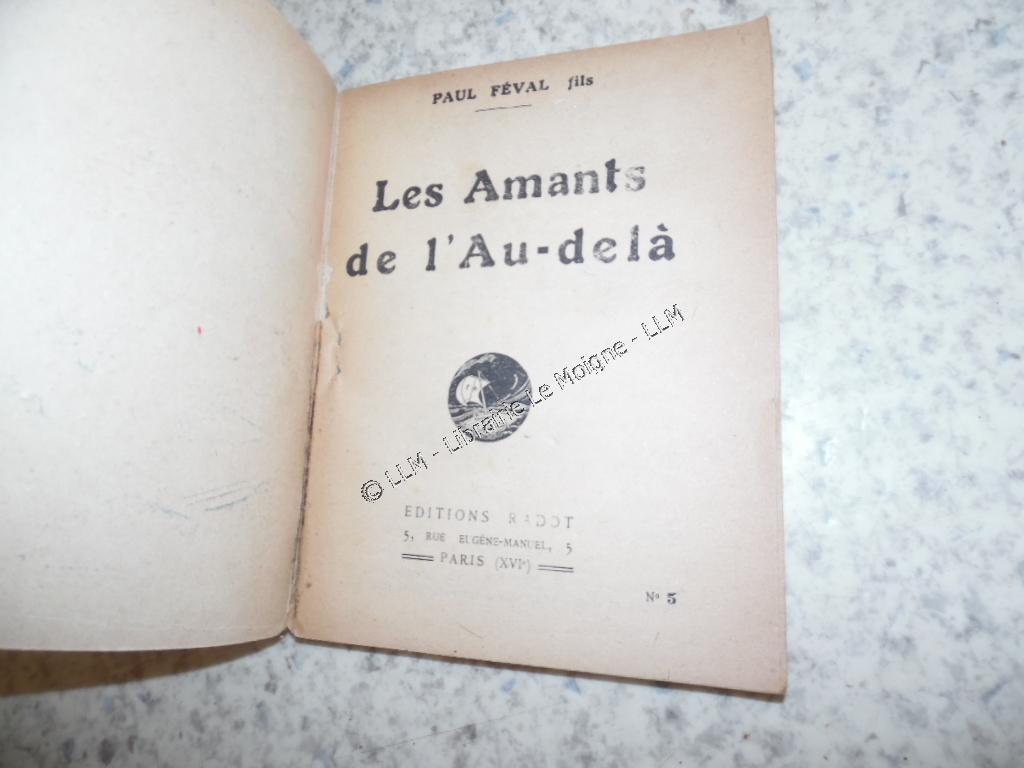 PAUL FÉVAL fils
Les Amants
de l'Au-delà
© LLM - Librairie Le Moigne - LLM
EDITIONS RADOT
5, RUE EUGÈNE-MANUEL, 5
PARIS (XVIe)
No 5